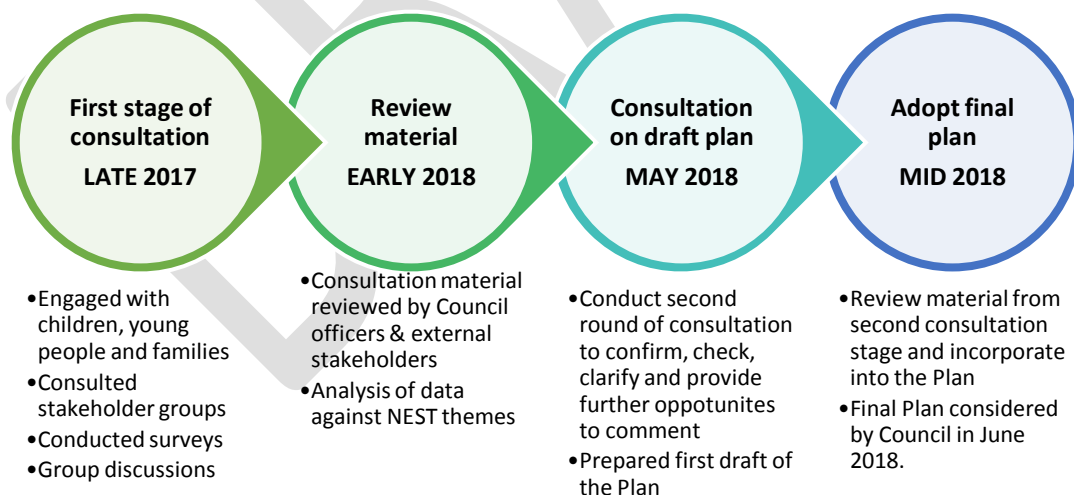 First stage of
consultation
LATE 2017
•Engaged with
children, young
people and families
•Consulted
stakeholder groups
•Conducted surveys
•Group discussions
Review
material
EARLY 2018
•Consultation material
reviewed by Council
officers & external
stakeholders
•Analysis of data
against NEST themes
Consultation
on draft plan
MAY 2018
•Conduct second
round of consultation
to confirm, check,
clarify and provide
further oppotunites
to comment
•Prepared first draft of
the Plan
Adopt final
plan
MID 2018
•Review material from
second consultation
stage and incorporate
into the Plan
•Final Plan considered
by Council in June
2018.